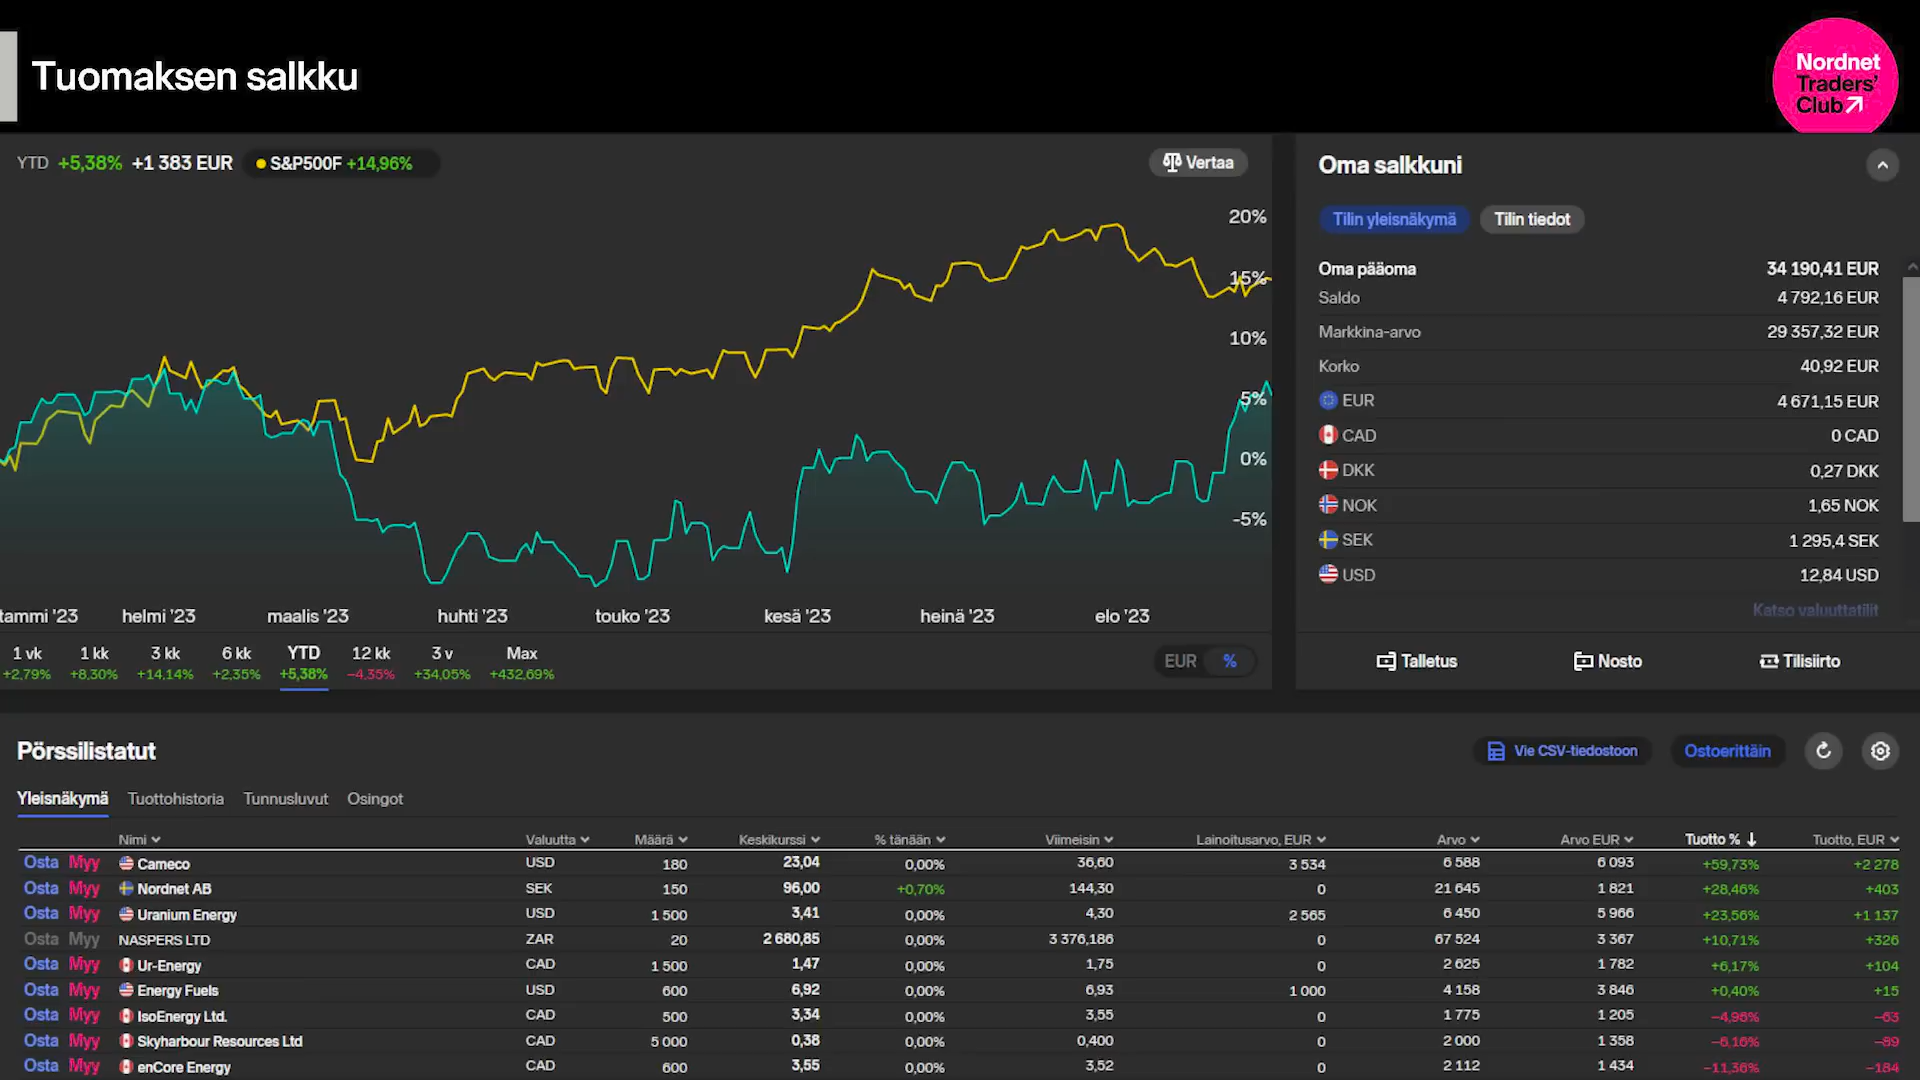 Tuomaksen salkku
Nordnet
Traders'
Club
YTD +5,38% +1 383 EUR S&P500F +14,96%
Vertaa
20%
15%
10%
5%
0%
-5%
tammi '23 helmi '23 maalis '23 huhti '23 touko '23 kesä '23 heinä '23 elo '23
1 vk 1 kk 3 kk 6 kk YTD 12 kk 3 v Max
+2,79% +8,30% +14,14% +2,35% +5,38% −4,35% +34,05% +432,69%
EUR %
Oma salkkuni
Tilin yleisnäkymä Tilin tiedot
Oma pääoma 34 190,41 EUR
Saldo 4 792,16 EUR
Markkina-arvo 29 357,32 EUR
Korko 40,92 EUR
EUR 4 671,15 EUR
CAD 0 CAD
DKK 0,27 DKK
NOK 1,65 NOK
SEK 1 295,4 SEK
USD 12,84 USD
Katso valuuttatilit
Talletus Nosto Tilisiirto
Pörssilistatut
Vie CSV-tiedostoon Ostoerittäin
Yleisnäkymä Tuottohistoria Tunnusluvut Osingot
Nimi Valuutta Määrä Keskikurssi % tänään Viimeisin Lainoitusarvo, EUR Arvo Arvo EUR Tuotto % Tuotto, EUR
Osta Myy Cameco USD 180 23,04 0,00% 36,60 3 534 6 588 6 093 +59,73% +2 278
Osta Myy Nordnet AB SEK 150 96,00 +0,70% 144,30 0 21 645 1 821 +28,46% +403
Osta Myy Uranium Energy USD 1 500 3,41 0,00% 4,30 2 565 6 450 5 966 +23,56% +1 137
Osta Myy NASPERS LTD ZAR 20 2 680,85 0,00% 3 376,186 0 67 524 3 367 +10,71% +326
Osta Myy Ur-Energy CAD 1 500 1,47 0,00% 1,75 0 2 625 1 782 +6,17% +104
Osta Myy Energy Fuels USD 600 6,92 0,00% 6,93 1 000 4 158 3 846 +0,40% +15
Osta Myy IsoEnergy Ltd. CAD 500 3,34 0,00% 3,55 0 1 775 1 205 −4,98% −63
Osta Myy Skyharbour Resources Ltd CAD 5 000 0,38 0,00% 0,400 0 2 000 1 358 −6,16% −89
Osta Myy enCore Energy CAD 600 3,55 0,00% 3,52 0 2 112 1 434 −11,36% −184